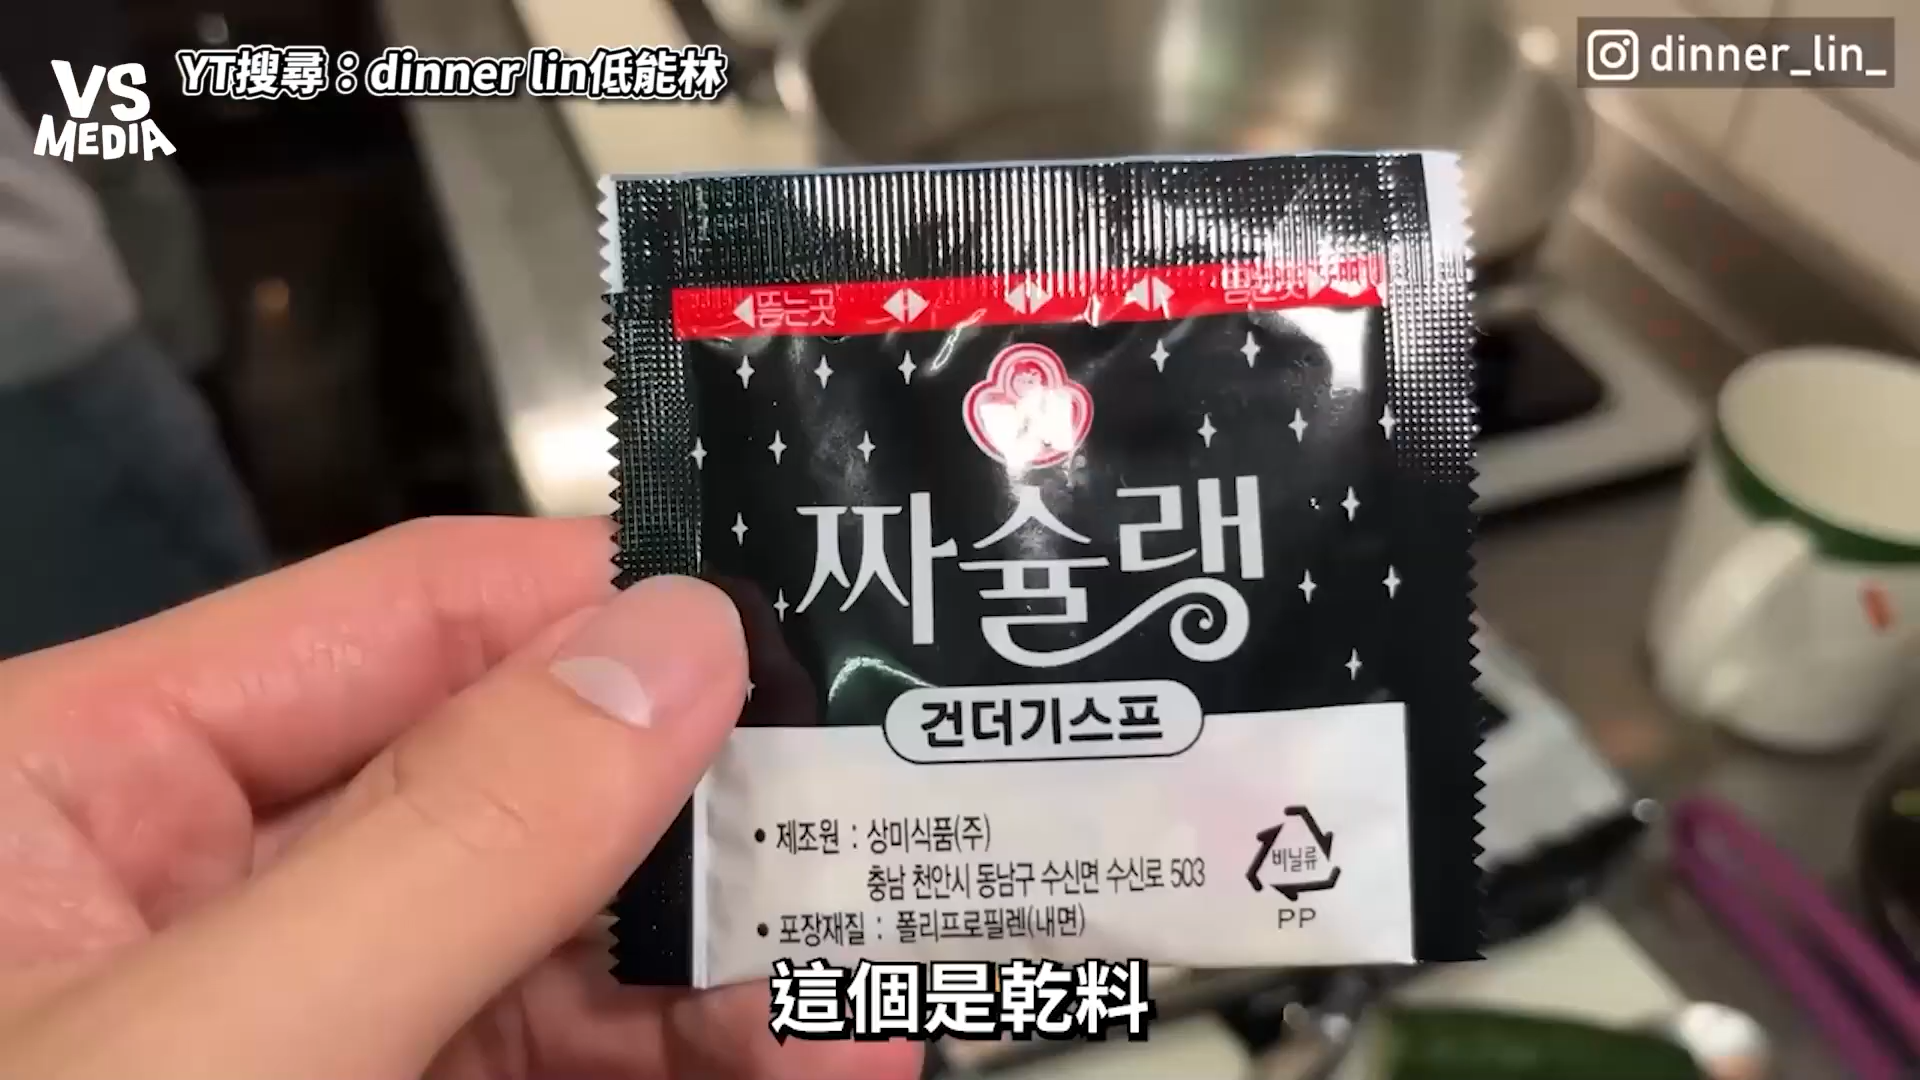 VS
MEDIA
YT搜尋：dinner lin低能林
dinner_lin_
뜯는곳
뜯는곳
짜슐랭
건더기스프
• 제조원 : 상미식품(주)
충남 천안시 동남구 수신면 수신로 503
• 포장재질 : 폴리프로필렌(내면)
비닐류
PP
這個是乾料